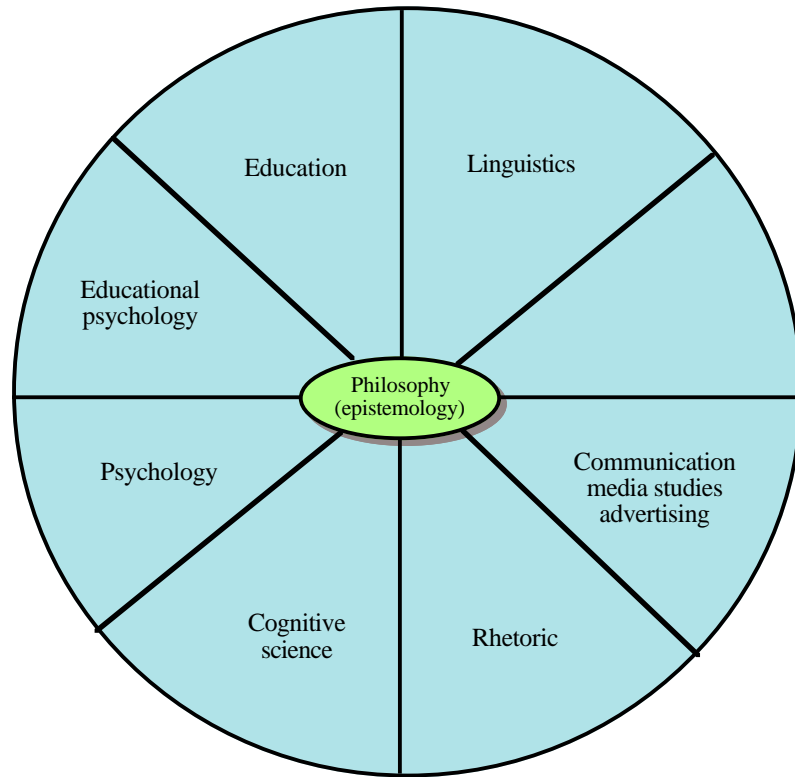 Education
Linguistics
Educational
psychology
Philosophy
(epistemology)
Psychology
Communication
media studies
advertising
Cognitive
science
Rhetoric